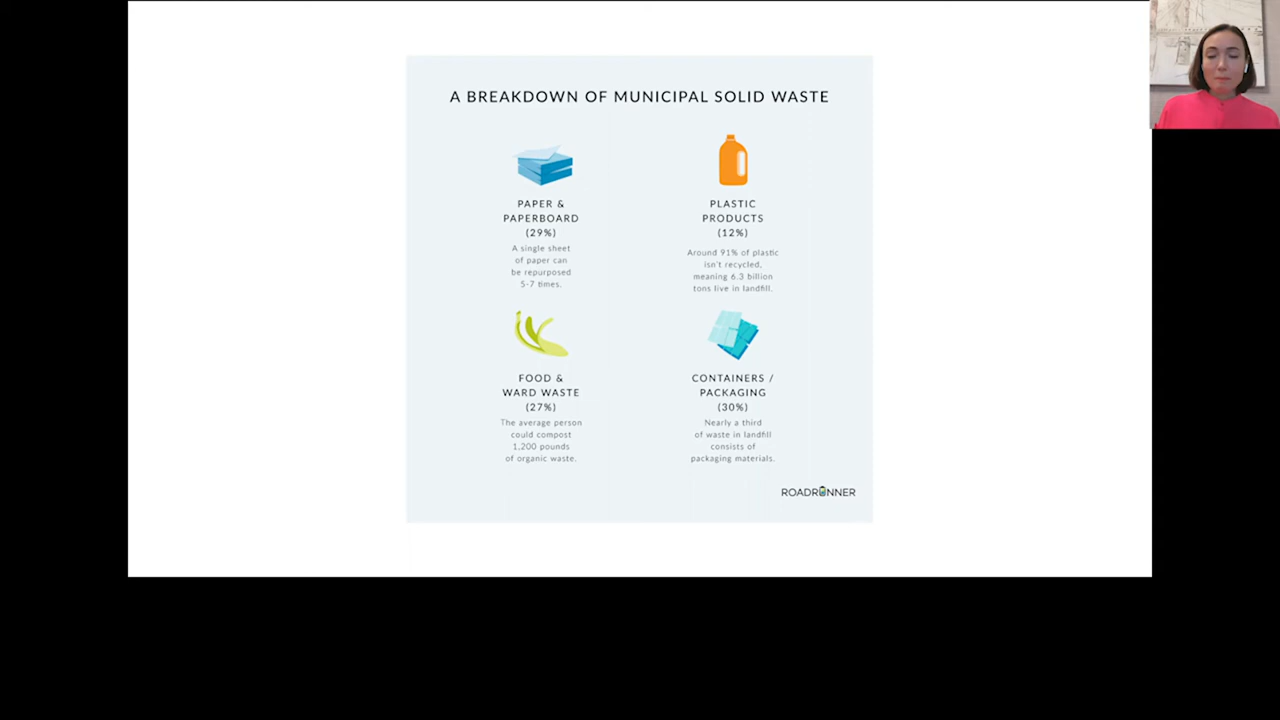 A BREAKDOWN OF MUNICIPAL SOLID WASTE
PAPER &
PAPERBOARD
(29%)
A single sheet
of paper can
be repurposed
5-7 times.
PLASTIC
PRODUCTS
(12%)
Around 91% of plastic
isn't recycled,
meaning 6.3 billion
tons live in landfill.
FOOD &
WARD WASTE
(27%)
The average person
could compost
1,200 pounds
of organic waste.
CONTAINERS /
PACKAGING
(30%)
Nearly a third
of waste in landfill
consists of
packaging materials.
ROADRUNNER